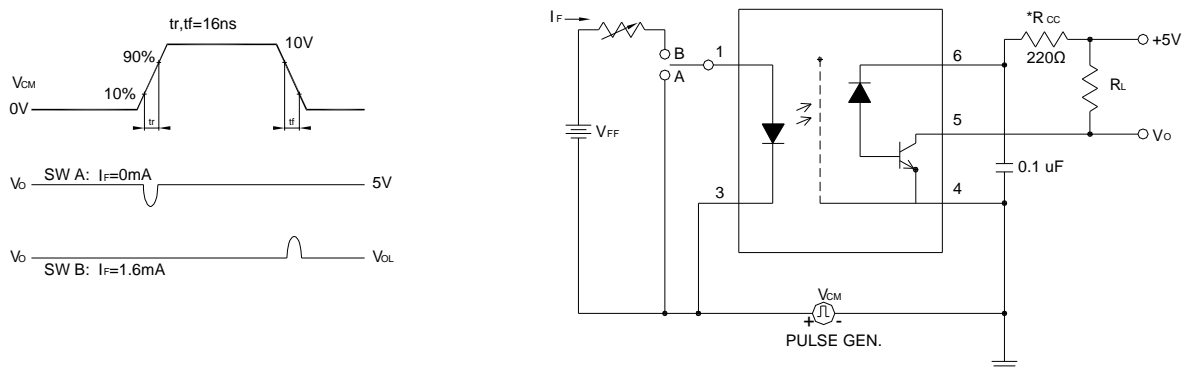 tr,tf=16ns
90%
10V
VCM
10%
0V
tr
tf
VO
SW A: IF=0mA
5V
VO
SW B: IF=1.6mA
VOL
IF
B
A
1
VFF
3
6
5
4
*RCC
220Ω
+5V
RL
VO
0.1 uF
VCM
+
-
PULSE GEN.